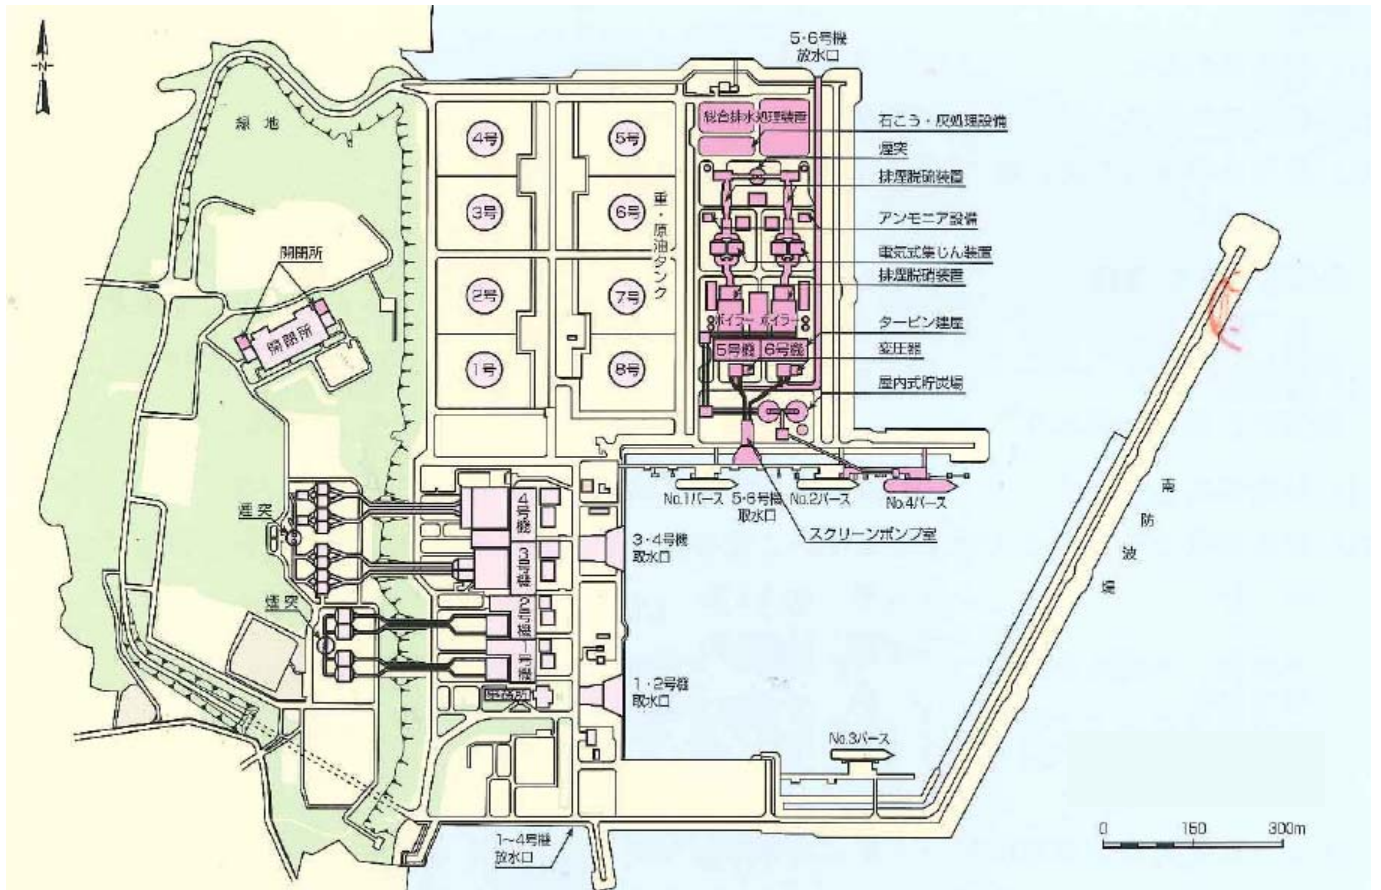 N
5・6号機
放水口
緑地
総合排水処理装置
石こう・灰処理設備
煙突
排煙脱硫装置
アンモニア設備
電気式集じん装置
排煙脱硝装置
ボイラー
ボイラー
タービン建屋
5号機
6号機
変圧器
屋内式貯炭場
4号
5号
3号
6号
2号
7号
1号
8号
重・原油タンク
開閉所
開閉所
No.1バース
5・6号機
取水口
No.2バース
No.4バース
スクリーンポンプ室
南防波堤
煙突
4号機
3号機
3・4号機
取水口
煙突
2号機
1号機
事務所
1・2号機
取水口
No.3バース
1〜4号機
放水口
0
150
300m